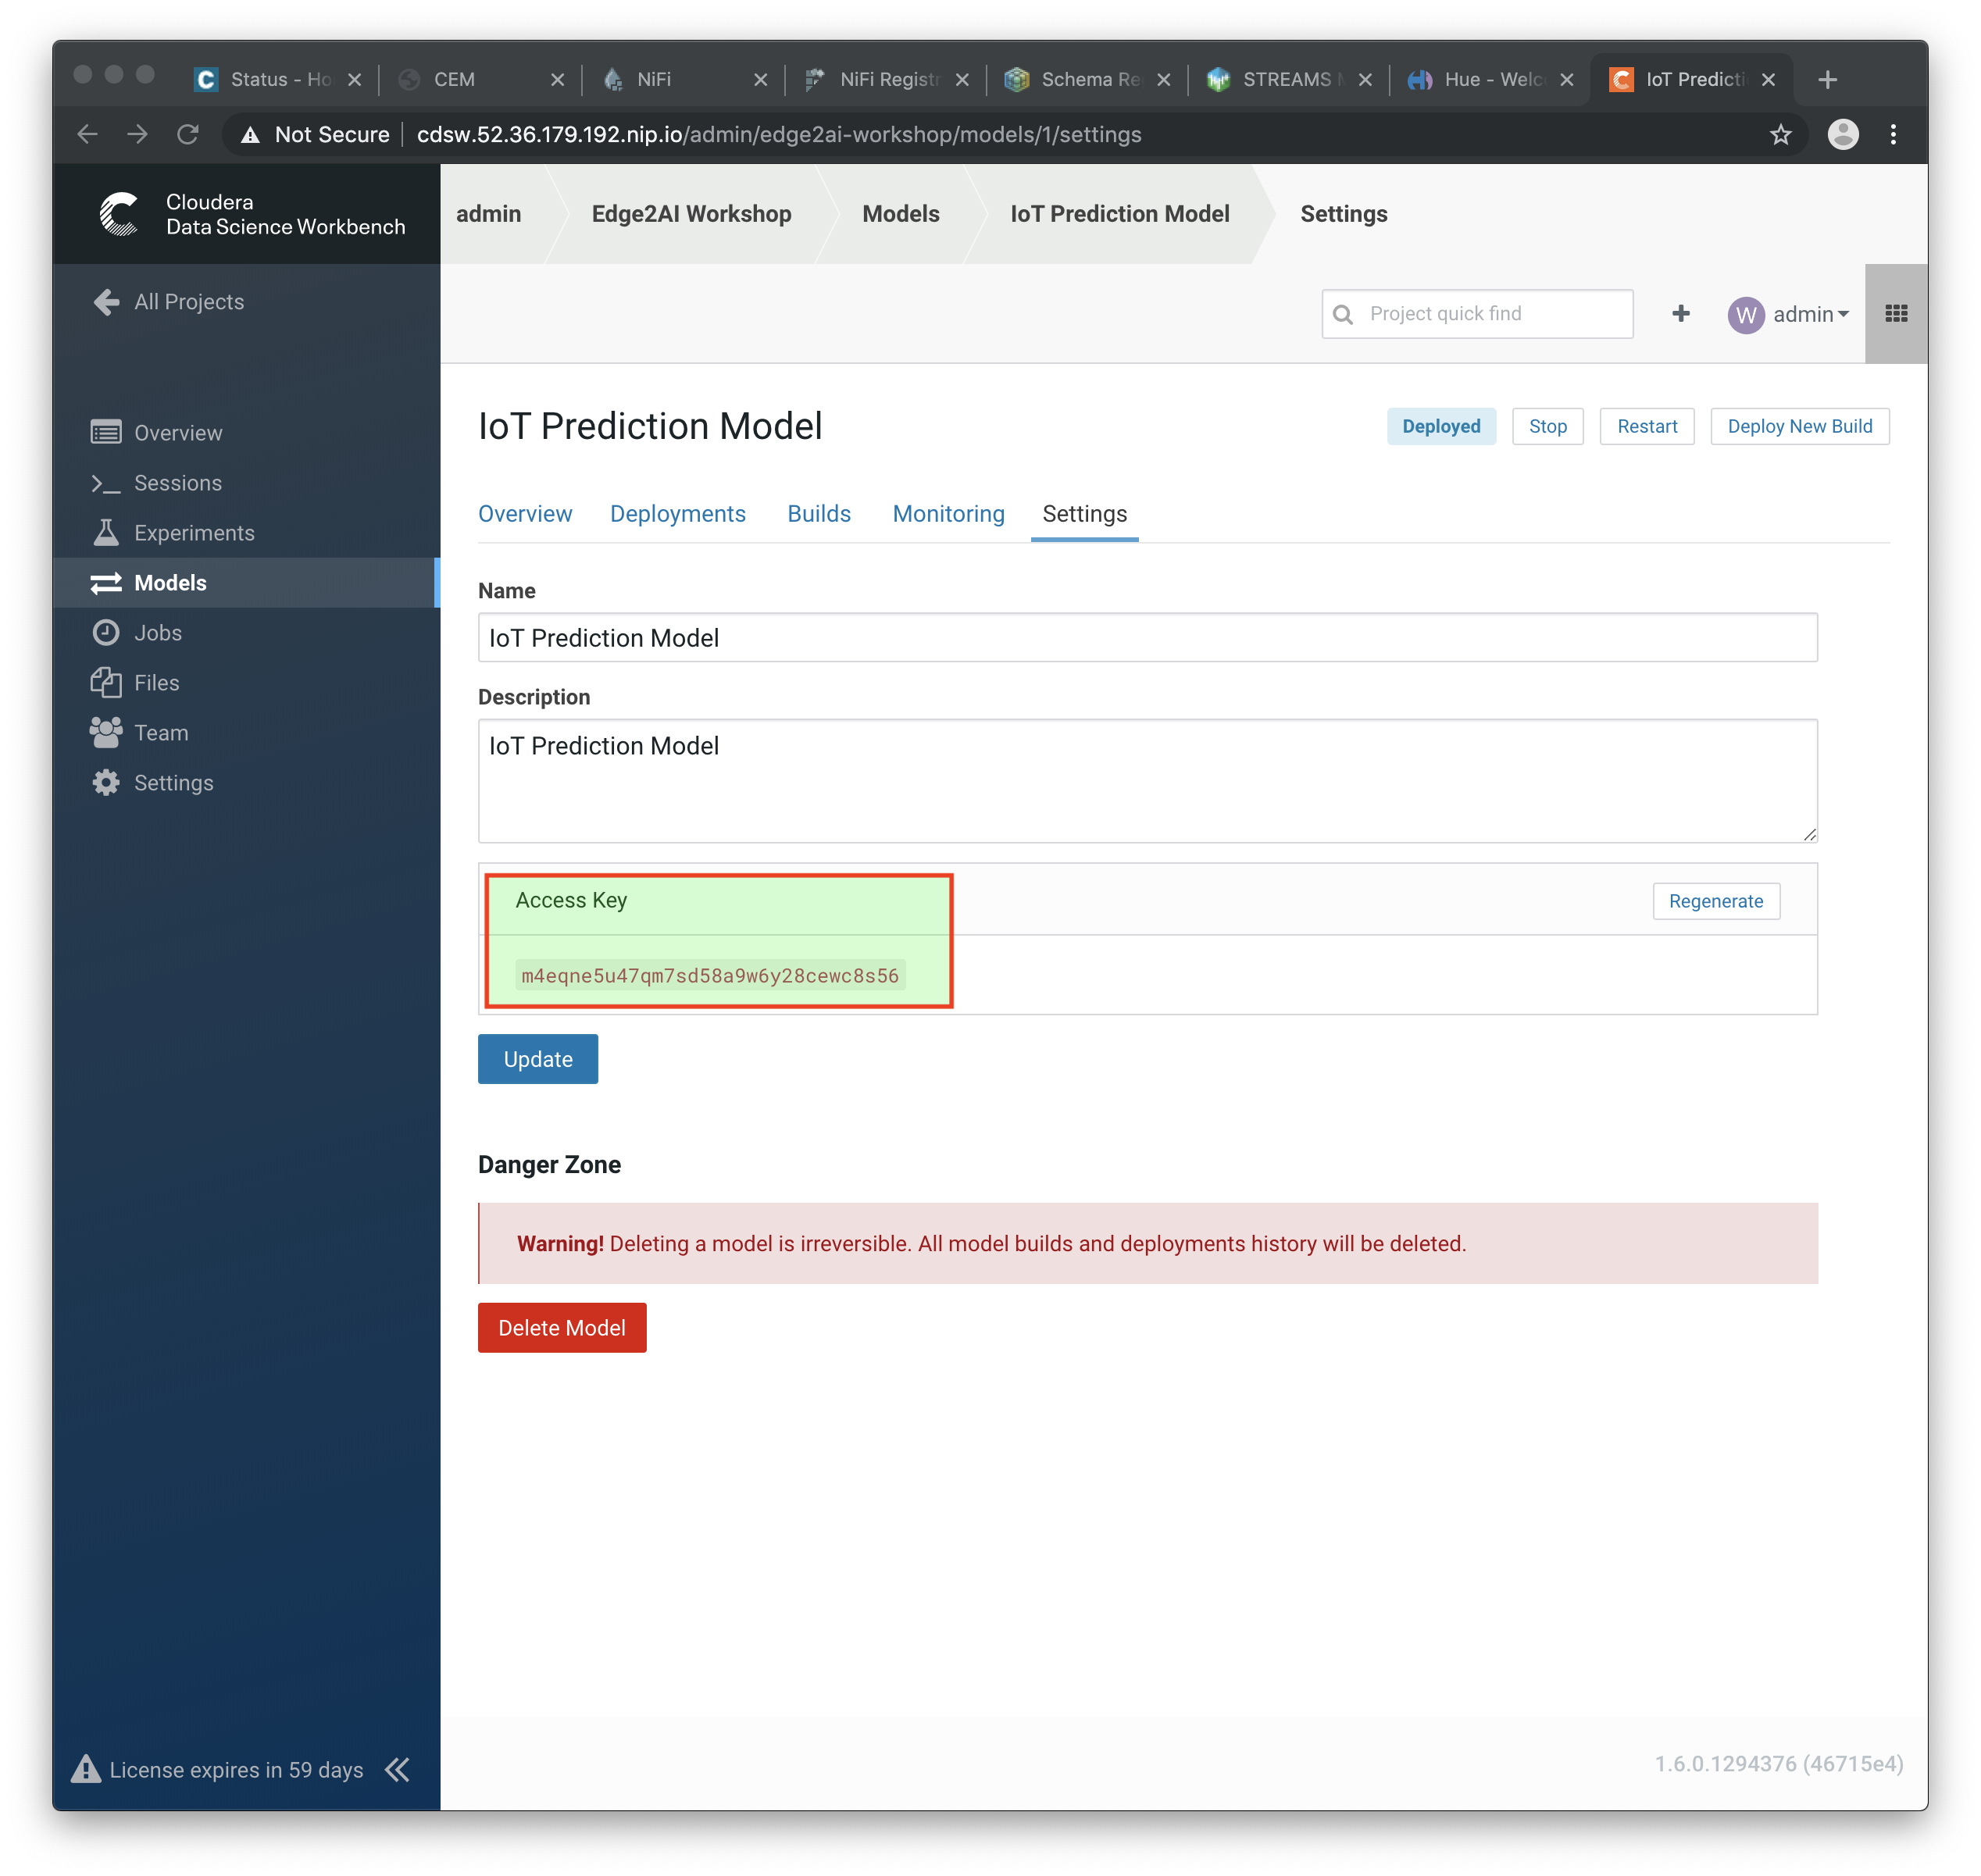 Status - Ho
CEM
NiFi
NiFi Registr
Schema Re
STREAMS M
Hue - Welc
IoT Predicti
Not Secure
cdsw.52.36.179.192.nip.io/admin/edge2ai-workshop/models/1/settings
Cloudera
Data Science Workbench
admin
Edge2AI Workshop
Models
IoT Prediction Model
Settings
All Projects
Project quick find
W
admin
Overview
Sessions
Experiments
Models
Jobs
Files
Team
Settings
IoT Prediction Model
Deployed
Stop
Restart
Deploy New Build
Overview
Deployments
Builds
Monitoring
Settings
Name
IoT Prediction Model
Description
IoT Prediction Model
Access Key
Regenerate
m4eqne5u47qm7sd58a9w6y28cewc8s56
Update
Danger Zone
Warning! Deleting a model is irreversible. All model builds and deployments history will be deleted.
Delete Model
License expires in 59 days
1.6.0.1294376 (46715e4)